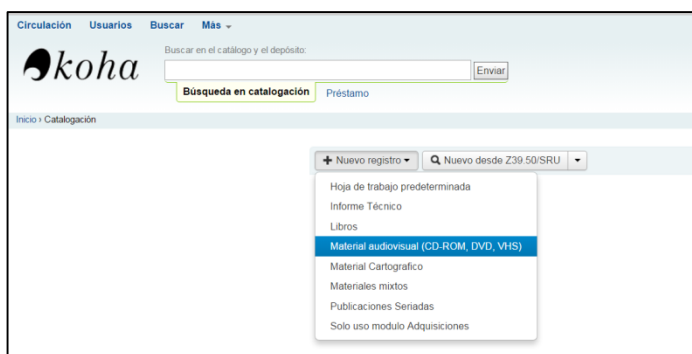 Circulación Usuarios Buscar Más
koha
Buscar en el catálogo y el depósito:
Enviar
Búsqueda en catalogación Préstamo
Inicio › Catalogación
Nuevo registro Nuevo desde Z39.50/SRU
Hoja de trabajo predeterminada
Informe Técnico
Libros
Material audiovisual (CD-ROM, DVD, VHS)
Material Cartografico
Materiales mixtos
Publicaciones Seriadas
Solo uso modulo Adquisiciones